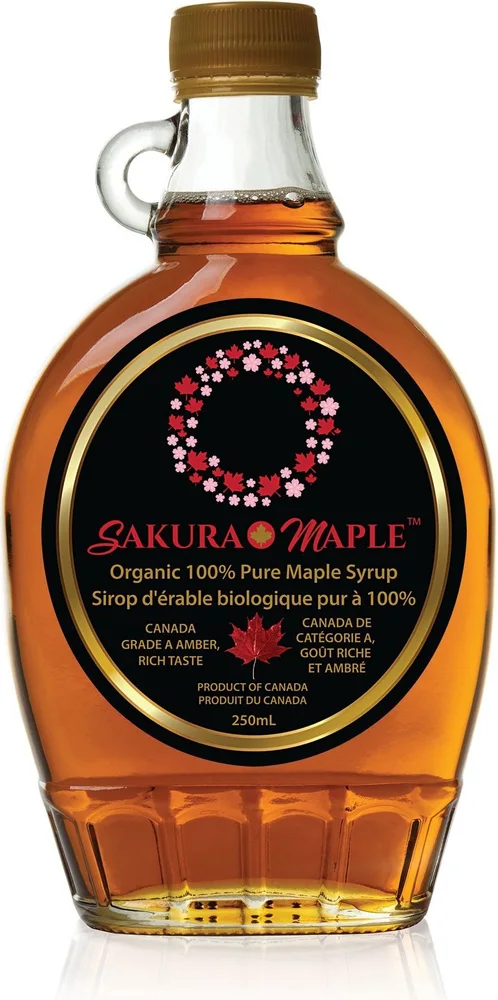 SAKURA MAPLE™
Organic 100% Pure Maple Syrup
Sirop d'érable biologique pur à 100%
CANADA
GRADE A AMBER,
RICH TASTE
CANADA DE
CATÉGORIE A,
GOÛT RICHE
ET AMBRÉ
PRODUCT OF CANADA
PRODUIT DU CANADA
250mL